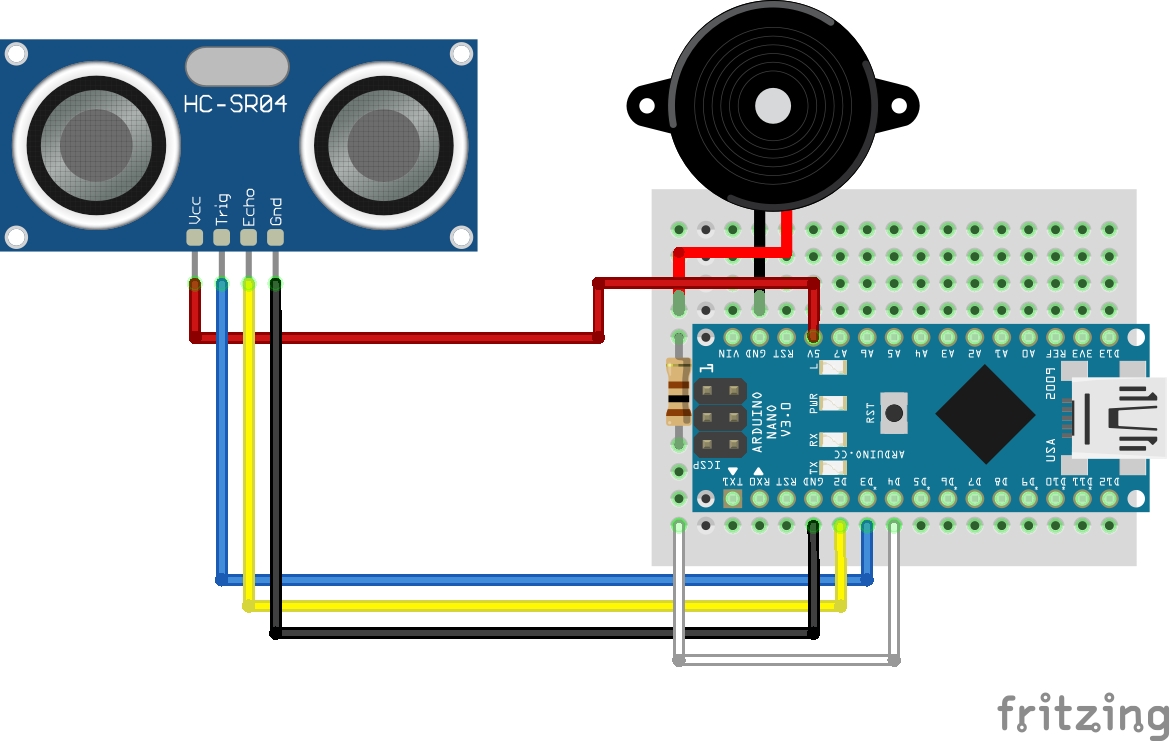 HC-SR04
Vcc
Trig
Echo
Gnd
VIN GND RST 5V A7 A6 A5 A4 A3 A2 A1 A0 REF 3V3 D13
L
PWR
RX
TX
RST
ARDUINO
NANO
V3.0
ARDUINO.CC
2009
USA
ICSP
1
TX1 RX0 RST GND D2 D3 D4 D5 D6 D7 D8 D9 D10 D11 D12
fritzing